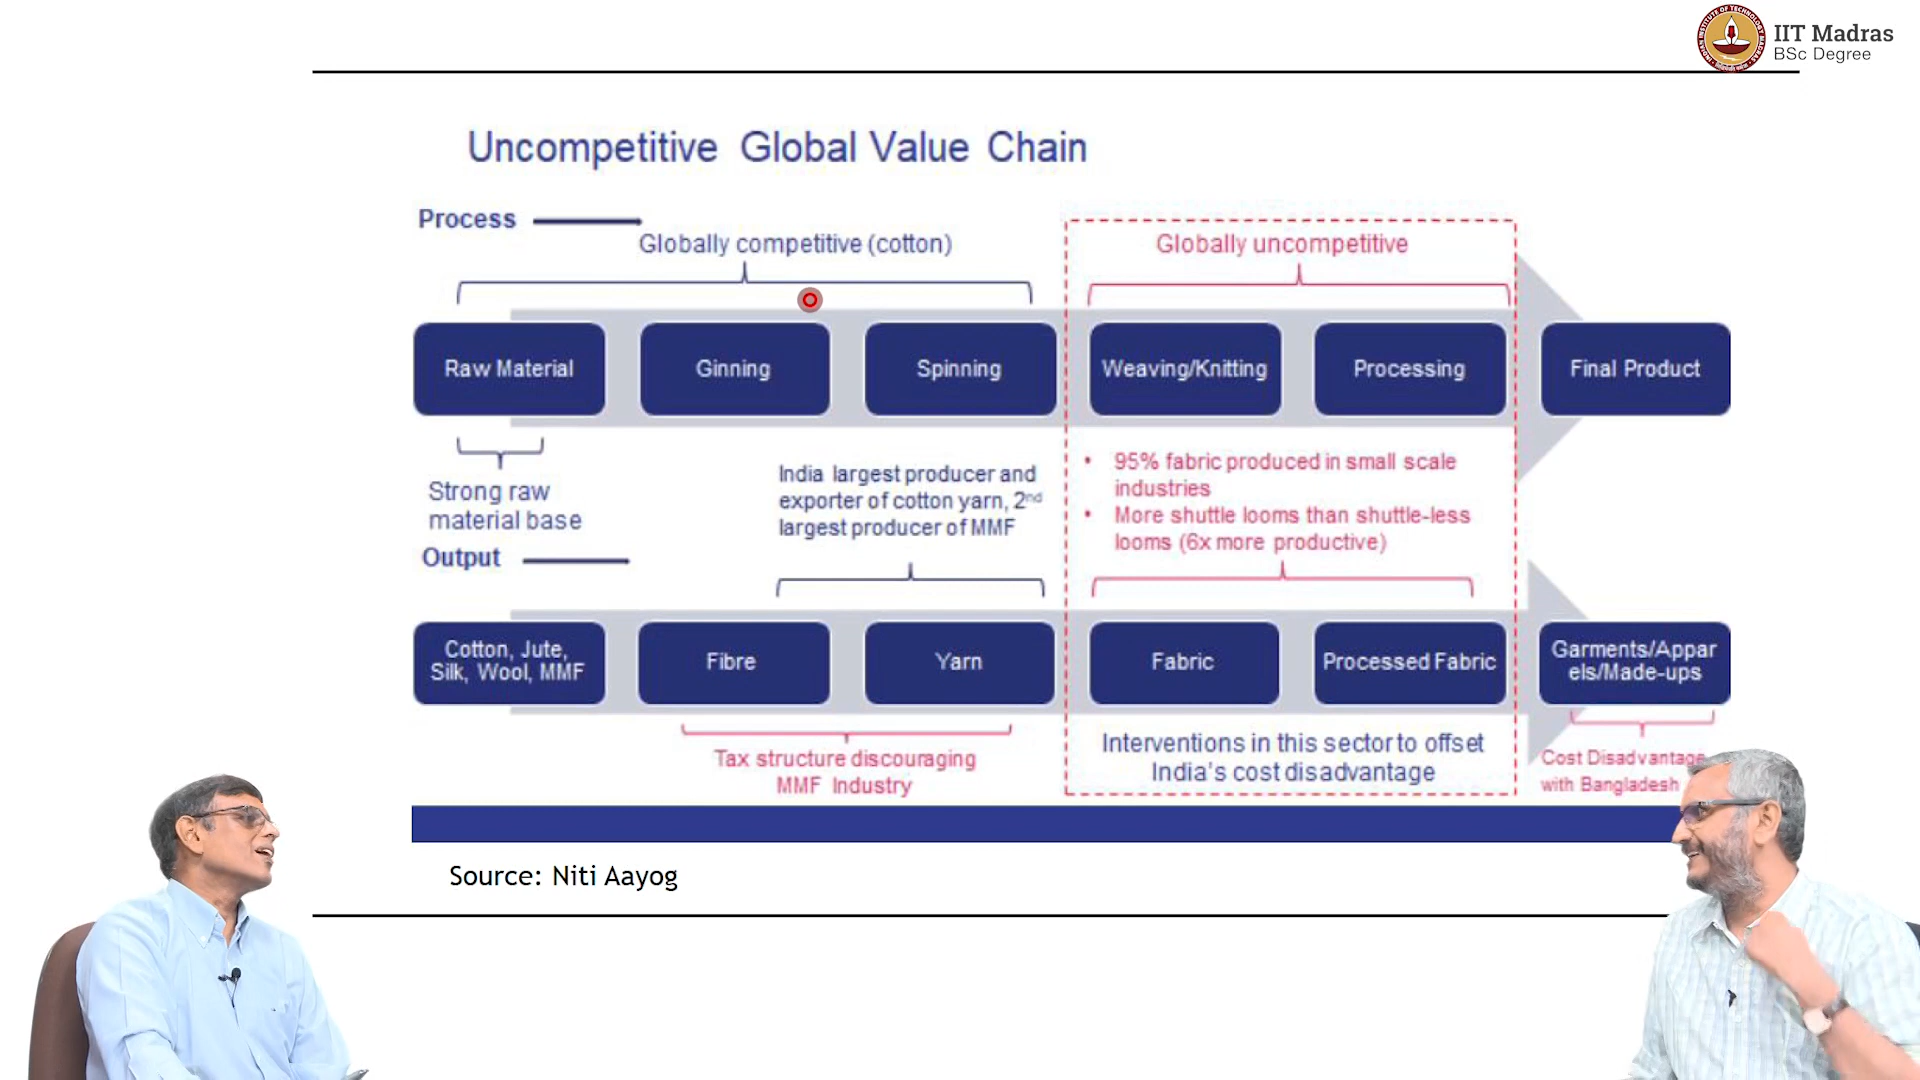 IIT Madras
BSc Degree
Uncompetitive Global Value Chain
Process
Globally competitive (cotton)
Globally uncompetitive
Raw Material
Ginning
Spinning
Weaving/Knitting
Processing
Final Product
Strong raw
material base
India largest producer and
exporter of cotton yarn, 2nd
largest producer of MMF
• 95% fabric produced in small scale
industries
• More shuttle looms than shuttle-less
looms (6x more productive)
Output
Cotton, Jute,
Silk, Wool, MMF
Fibre
Yarn
Fabric
Processed Fabric
Garments/Appar
els/Made-ups
Tax structure discouraging
MMF Industry
Interventions in this sector to offset
India's cost disadvantage
Cost Disadvantage
with Bangladesh
Source: Niti Aayog